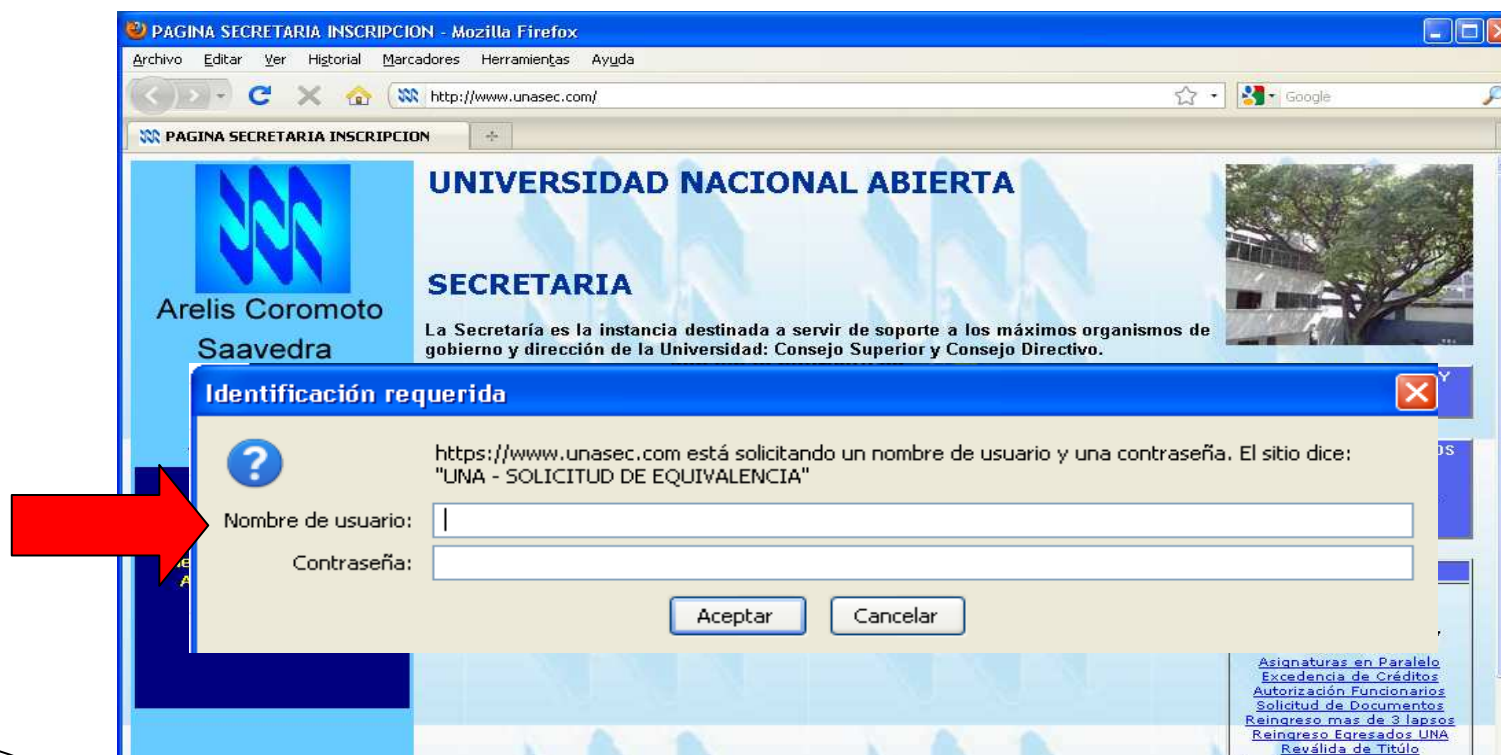 PAGINA SECRETARIA INSCRIPCION - Mozilla Firefox
Archivo Editar Ver Historial Marcadores Herramientas Ayuda
http://www.unasec.com/
Google
PAGINA SECRETARIA INSCRIPCION
UNIVERSIDAD NACIONAL ABIERTA
SECRETARIA
Arelis Coromoto
Saavedra
La Secretaría es la instancia destinada a servir de soporte a los máximos organismos de
gobierno y dirección de la Universidad: Consejo Superior y Consejo Directivo.
Y
Identificación requerida
https://www.unasec.com está solicitando un nombre de usuario y una contraseña. El sitio dice:
"UNA - SOLICITUD DE EQUIVALENCIA"
Nombre de usuario:
Contraseña:
Aceptar Cancelar
Asignaturas en Paralelo
Excedencia de Créditos
Autorización Funcionarios
Solicitud de Documentos
Reingreso mas de 3 lapsos
Reingreso Egresados UNA
Reválida de Titúlo